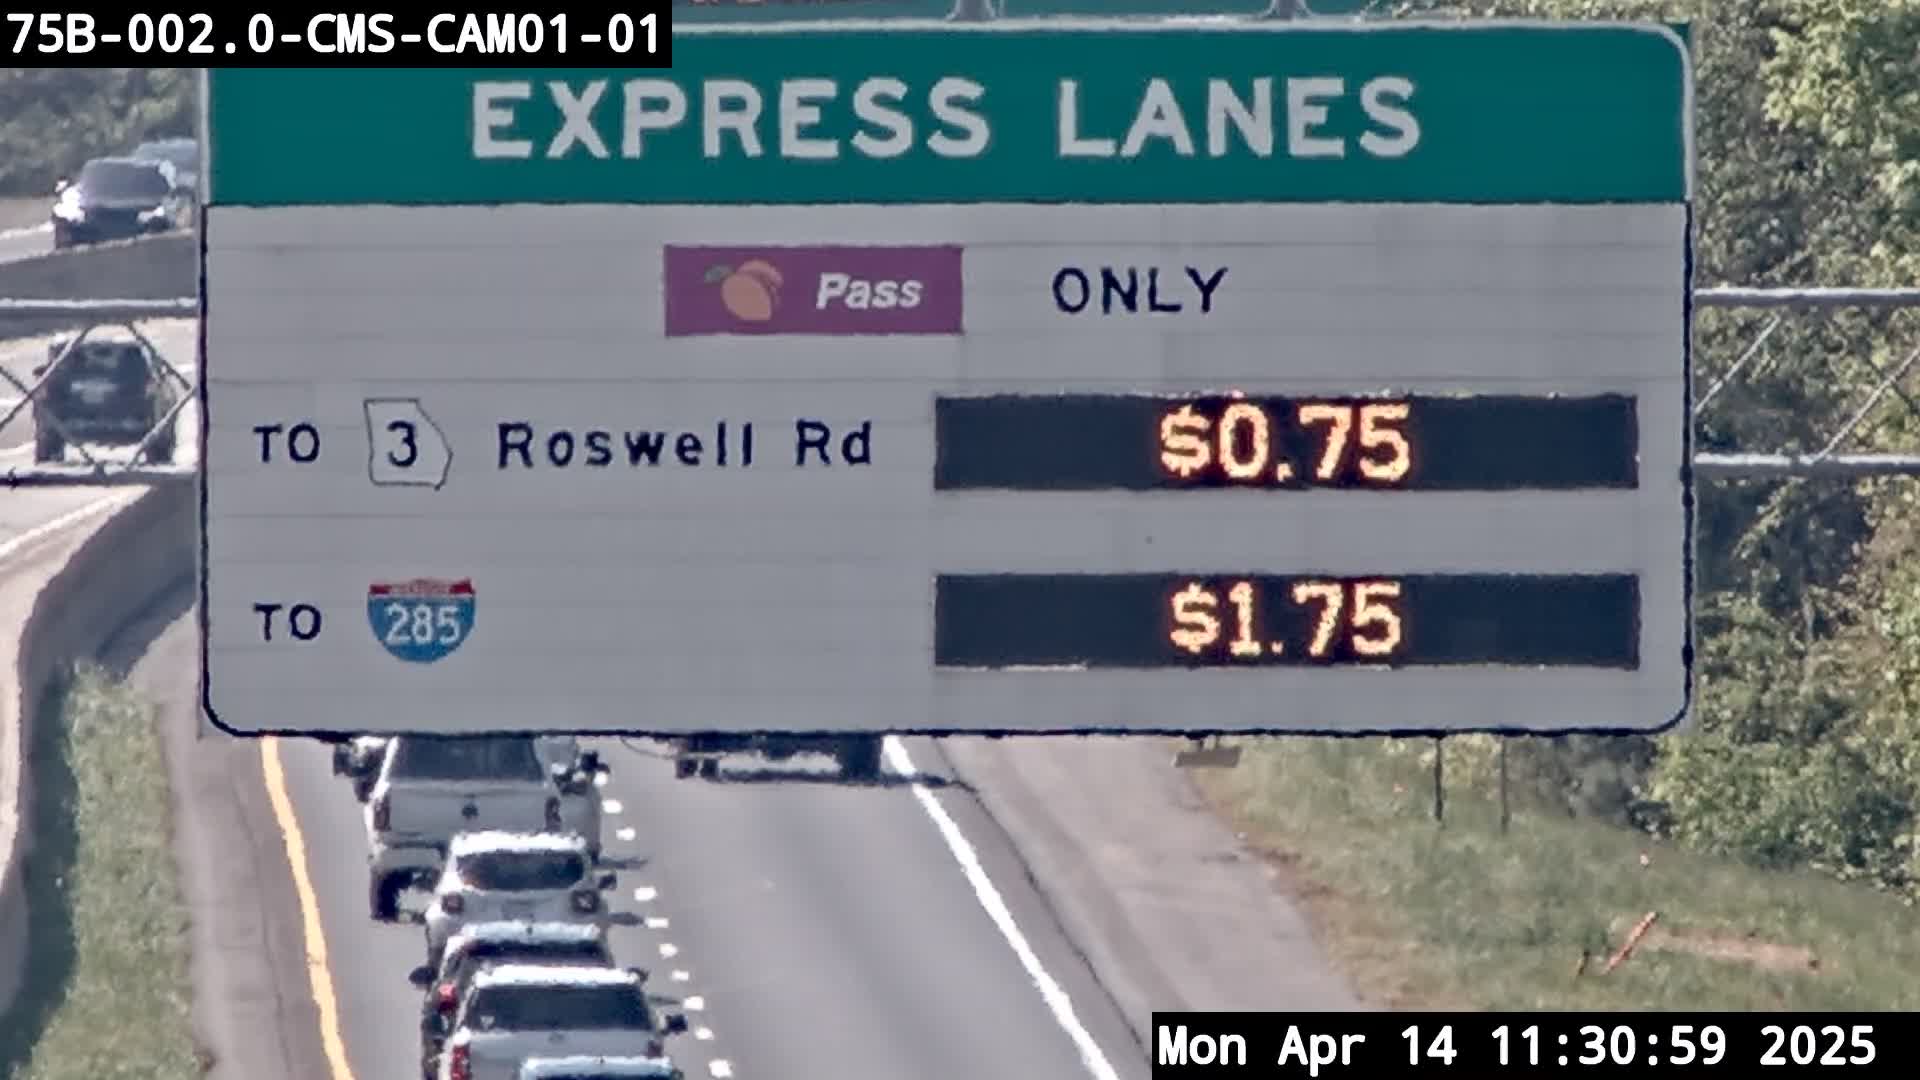 75B-002.0-CMS-CAM01-01
EXPRESS LANES
Pass ONLY
TO 3 Roswell Rd $0.75
TO 285 $1.75
Mon Apr 14 11:30:59 2025